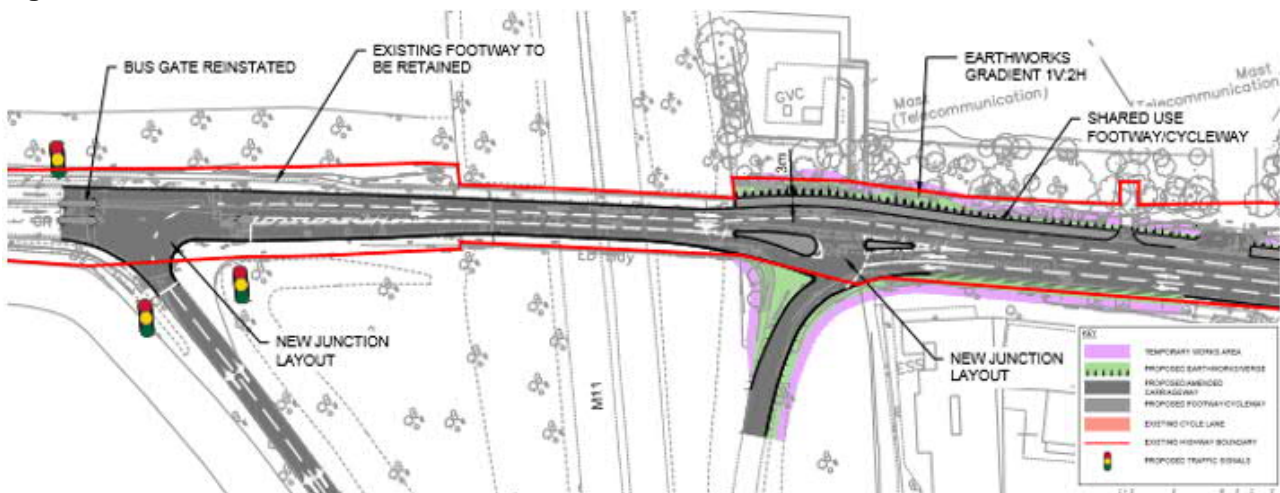 BUS GATE REINSTATED
EXISTING FOOTWAY TO
BE RETAINED
EARTHWORKS
GRADIENT 1V:2H
SHARED USE
FOOTWAY/CYCLEWAY
GVC
Mast
(Telecommunication)
Mast
(Telecommunication)
3m
NEW JUNCTION
LAYOUT
M11
ESS
NEW JUNCTION
LAYOUT
KEY
TEMPORARY WORKS AREA
PROPOSED EARTHWORKS/VERGE
PROPOSED/AMENDED
CARRIAGEWAY
PROPOSED FOOTWAY/CYCLEWAY
EXISTING CYCLE LANE
EXISTING HIGHWAY BOUNDARY
PROPOSED TRAFFIC SIGNALS